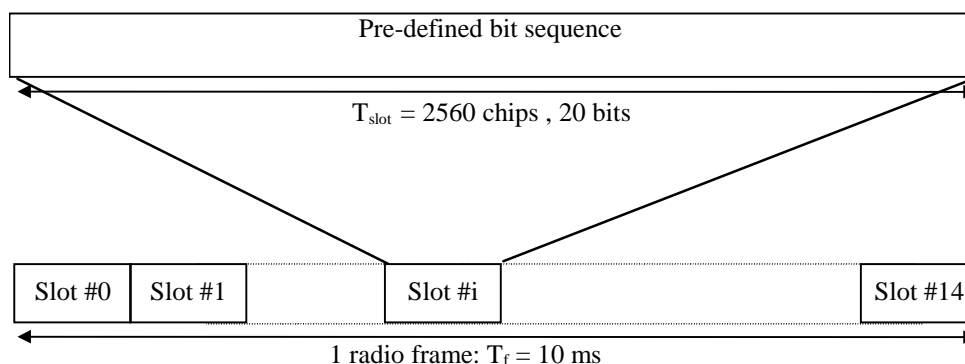 Pre-defined bit sequence
T_slot = 2560 chips , 20 bits
Slot #0 Slot #1 Slot #i Slot #14
1 radio frame: T_f = 10 ms